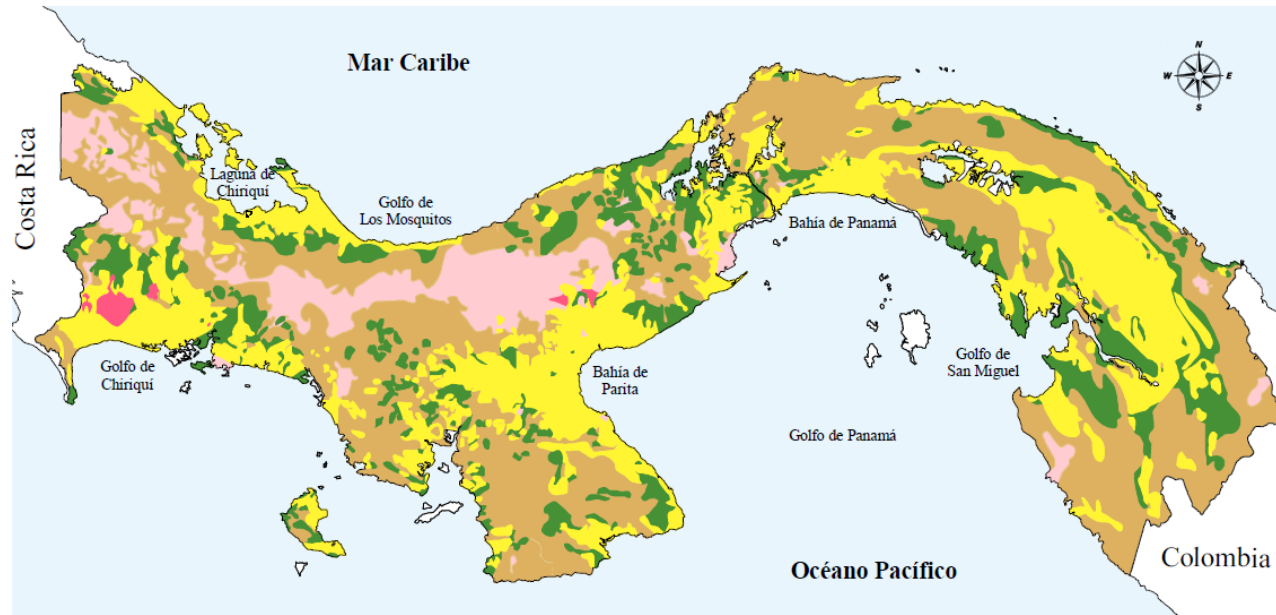 Mar Caribe
N
W
E
S
Costa Rica
Laguna de
Chiriquí
Golfo de
Los Mosquitos
Bahía de Panamá
Golfo de
Chiriquí
Bahía de
Parita
Golfo de
San Miguel
Golfo de Panamá
Océano Pacífico
Colombia